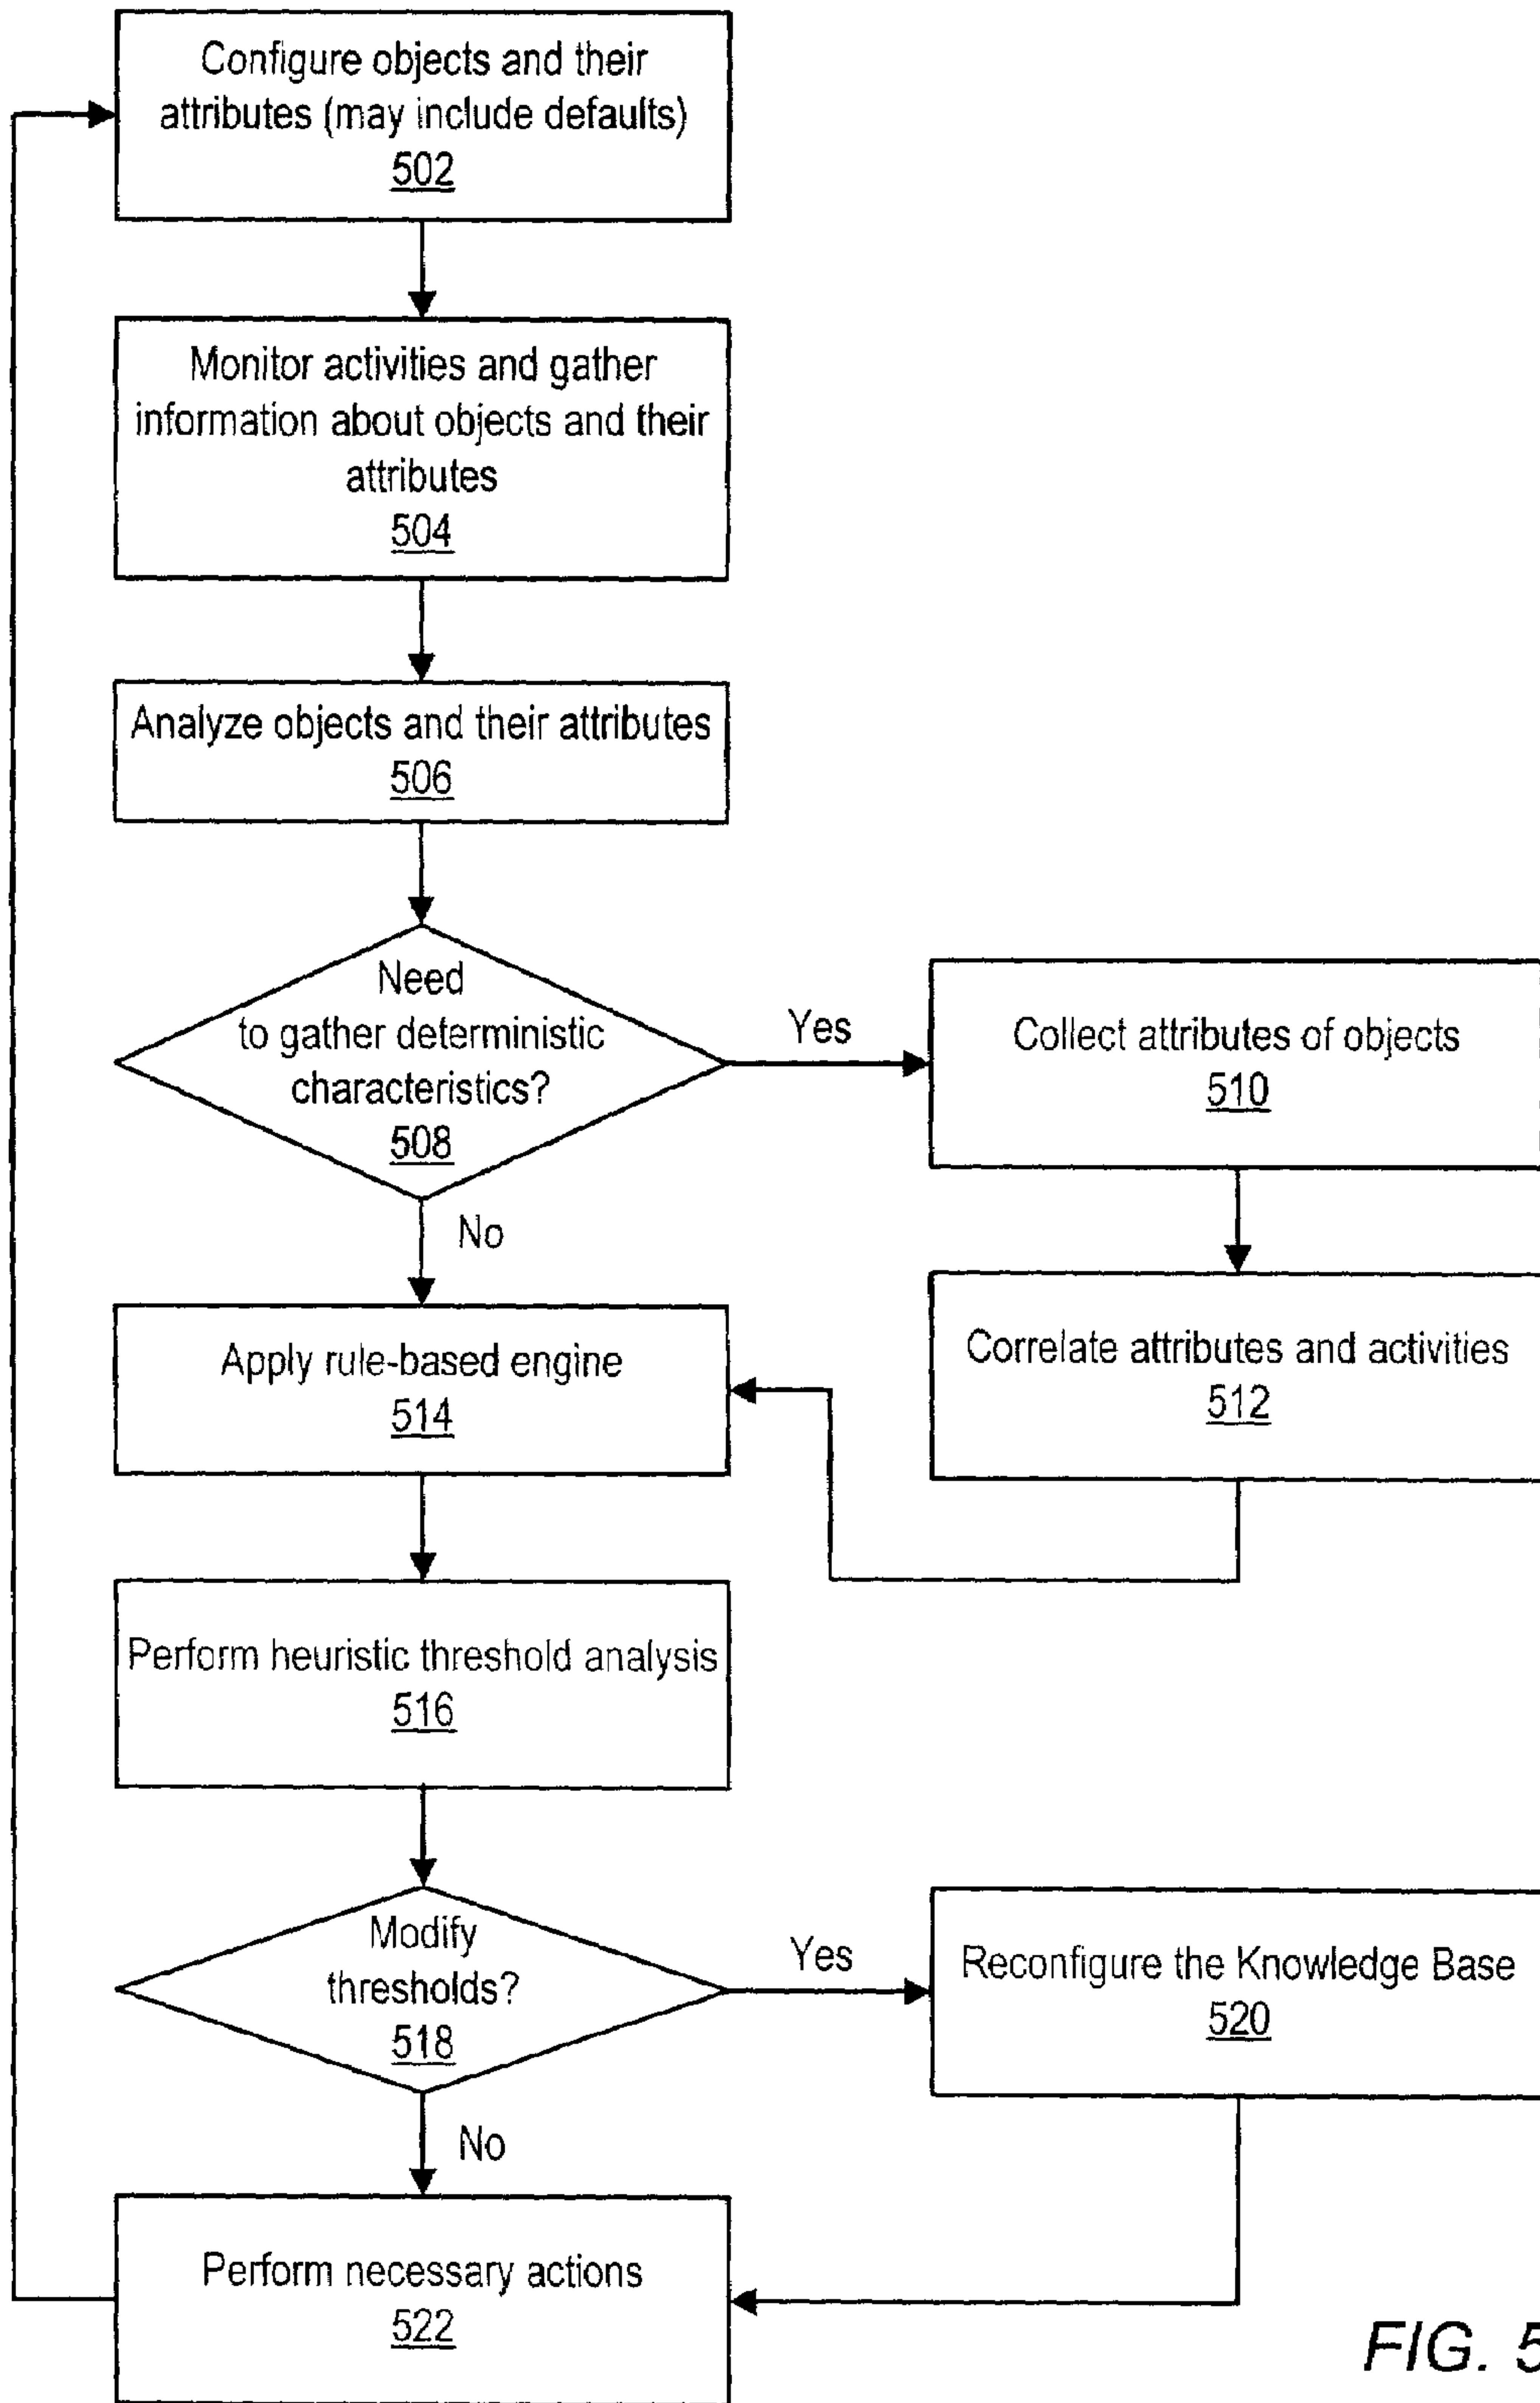 Configure objects and their
attributes (may include defaults)
502
Monitor activities and gather
information about objects and their
attributes
504
Analyze objects and their attributes
506
Need
to gather deterministic
characteristics?
508
Yes
Collect attributes of objects
510
No
Correlate attributes and activities
512
Apply rule-based engine
514
Perform heuristic threshold analysis
516
Modify
thresholds?
518
Yes
Reconfigure the Knowledge Base
520
No
Perform necessary actions
522
FIG. 5